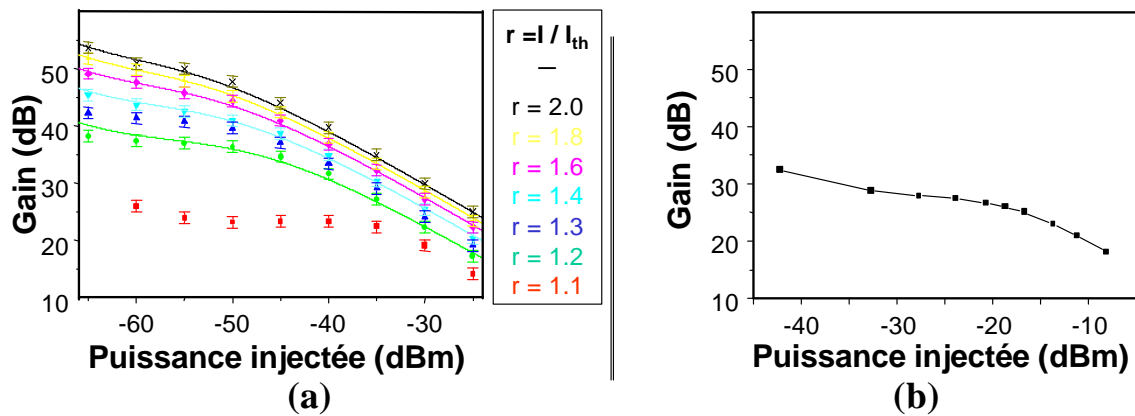 50
40
30
20
10
Gain (dB)
-60
-50
-40
-30
Puissance injectée (dBm)
(a)
r =I / Ith
—
r = 2.0
r = 1.8
r = 1.6
r = 1.4
r = 1.3
r = 1.2
r = 1.1
50
40
30
20
10
Gain (dB)
-40
-30
-20
-10
Puissance injectée (dBm)
(b)